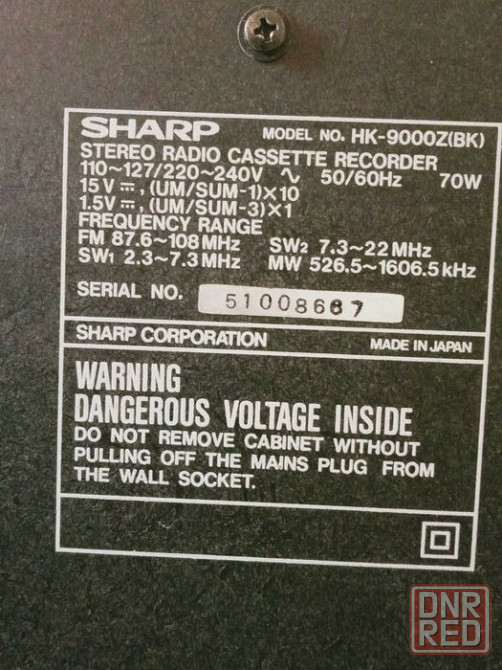 SHARP MODEL NO. HK-9000Z(BK)
STEREO RADIO CASSETTE RECORDER
110~127/220~240V ∿ 50/60Hz 70W
15V ⎓, (UM/SUM-1)×10
1.5V ⎓, (UM/SUM-3)×1
FREQUENCY RANGE
FM 87.6~108MHz SW2 7.3~22MHz
SW1 2.3~7.3MHz MW 526.5~1606.5kHz
SERIAL NO. 51008667
SHARP CORPORATION MADE IN JAPAN
WARNING
DANGEROUS VOLTAGE INSIDE
DO NOT REMOVE CABINET WITHOUT
PULLING OFF THE MAINS PLUG FROM
THE WALL SOCKET.
DNR
RED